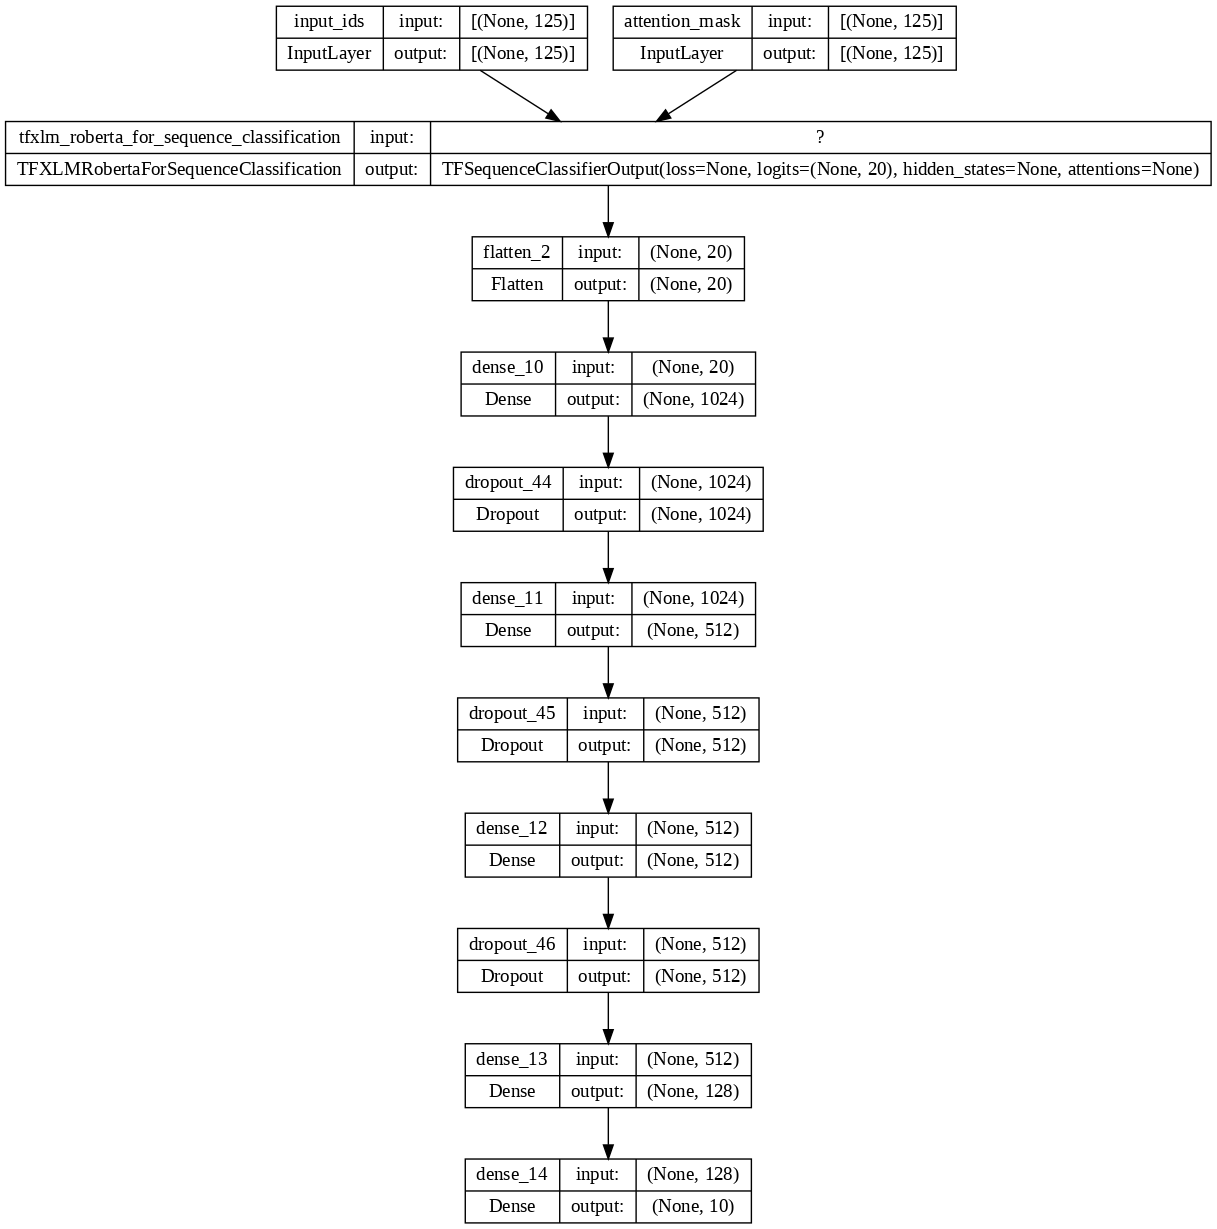 input_ids input: [(None, 125)]
InputLayer output: [(None, 125)]
attention_mask input: [(None, 125)]
InputLayer output: [(None, 125)]
tfxlm_roberta_for_sequence_classification input: ?
TFXLMRobertaForSequenceClassification output: TFSequenceClassifierOutput(loss=None, logits=(None, 20), hidden_states=None, attentions=None)
flatten_2 input: (None, 20)
Flatten output: (None, 20)
dense_10 input: (None, 20)
Dense output: (None, 1024)
dropout_44 input: (None, 1024)
Dropout output: (None, 1024)
dense_11 input: (None, 1024)
Dense output: (None, 512)
dropout_45 input: (None, 512)
Dropout output: (None, 512)
dense_12 input: (None, 512)
Dense output: (None, 512)
dropout_46 input: (None, 512)
Dropout output: (None, 512)
dense_13 input: (None, 512)
Dense output: (None, 128)
dense_14 input: (None, 128)
Dense output: (None, 10)